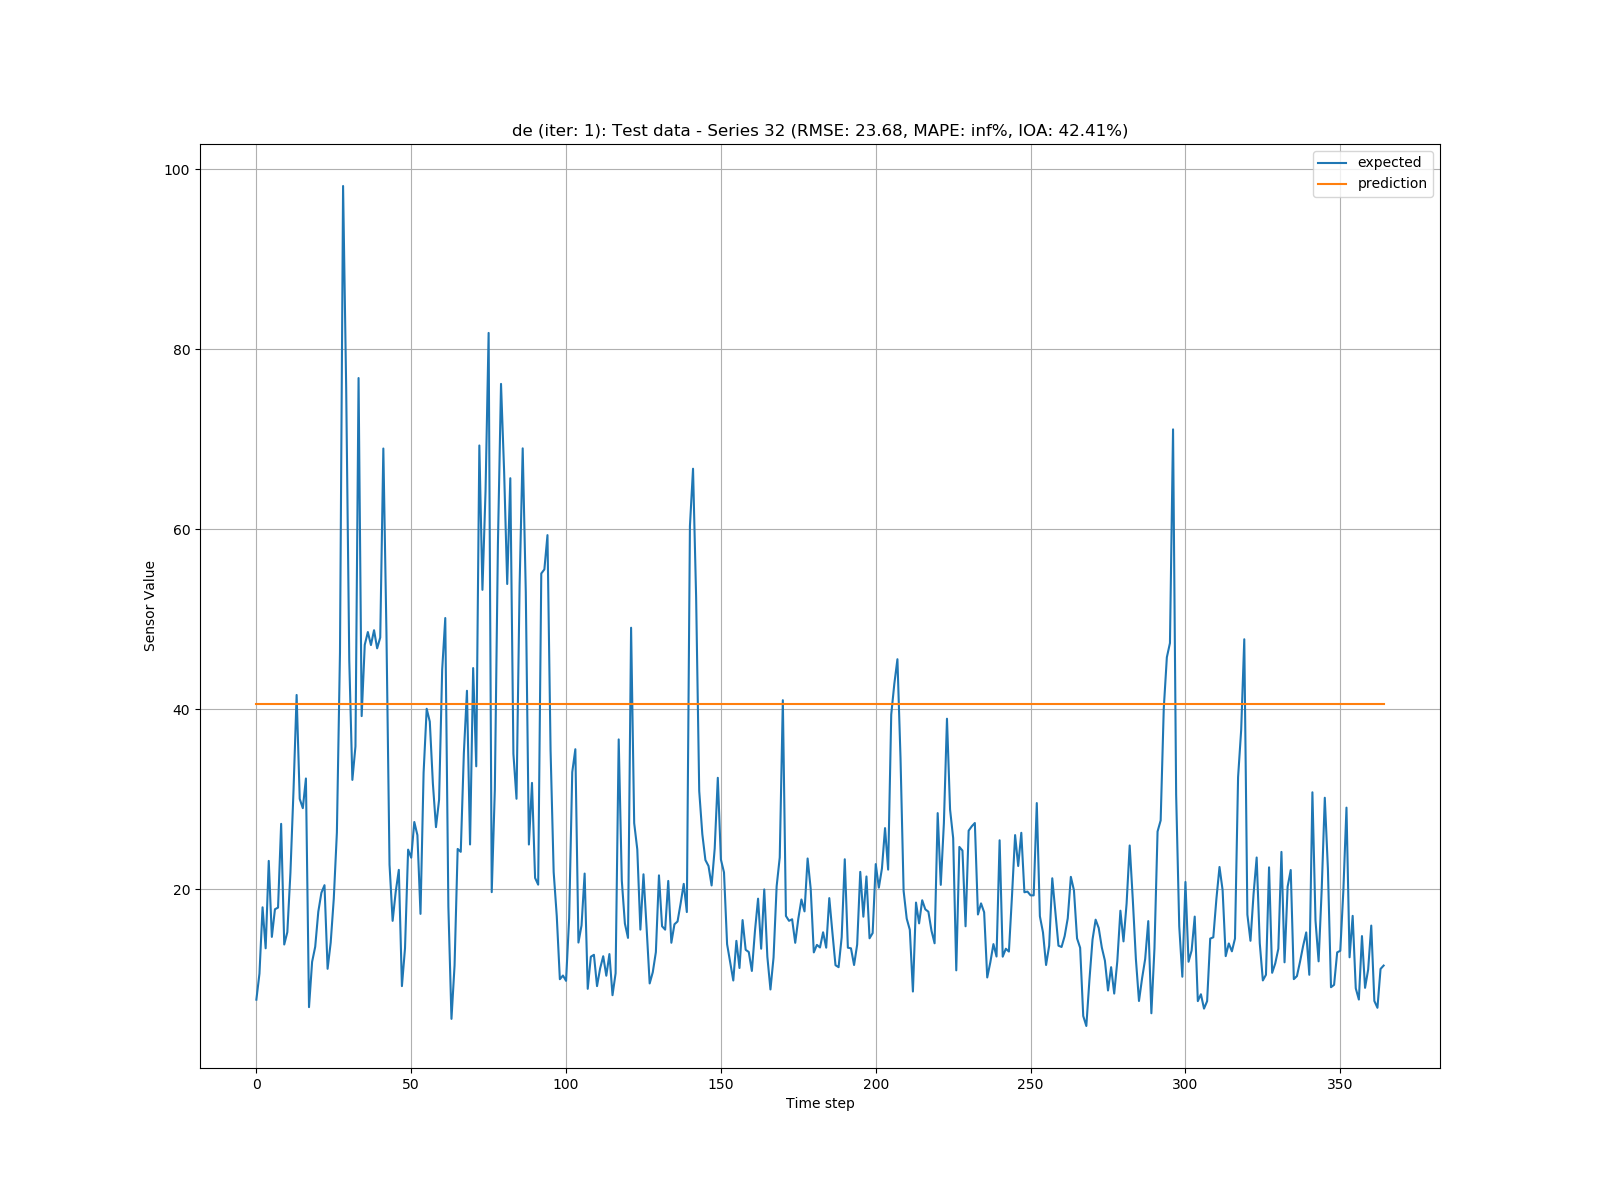 de (iter: 1): Test data - Series 32 (RMSE: 23.68, MAPE: inf%, IOA: 42.41%)
expected
prediction
100
80
60
40
20
Sensor Value
0 50 100 150 200 250 300 350
Time step